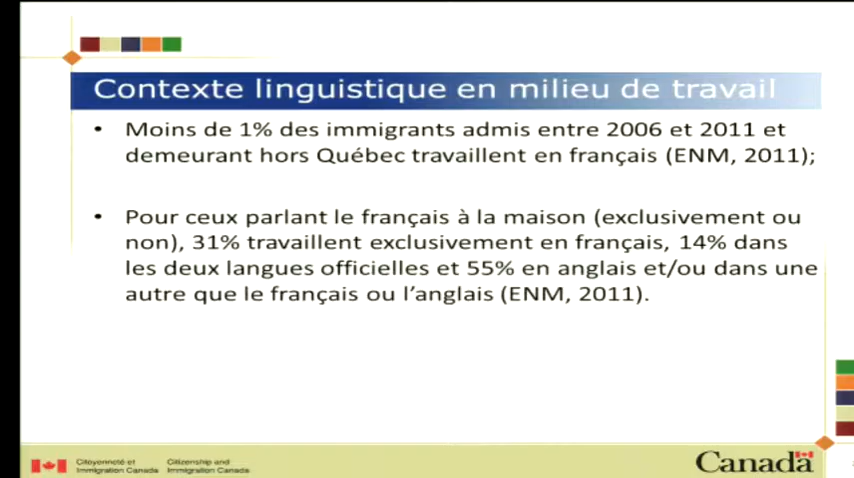 Contexte linguistique en milieu de travail
• Moins de 1% des immigrants admis entre 2006 et 2011 et
demeurant hors Québec travaillent en français (ENM, 2011);
• Pour ceux parlant le français à la maison (exclusivement ou
non), 31% travaillent exclusivement en français, 14% dans
les deux langues officielles et 55% en anglais et/ou dans une
autre que le français ou l’anglais (ENM, 2011).
Citoyenneté et
Immigration Canada
Citizenship and
Immigration Canada
Canada